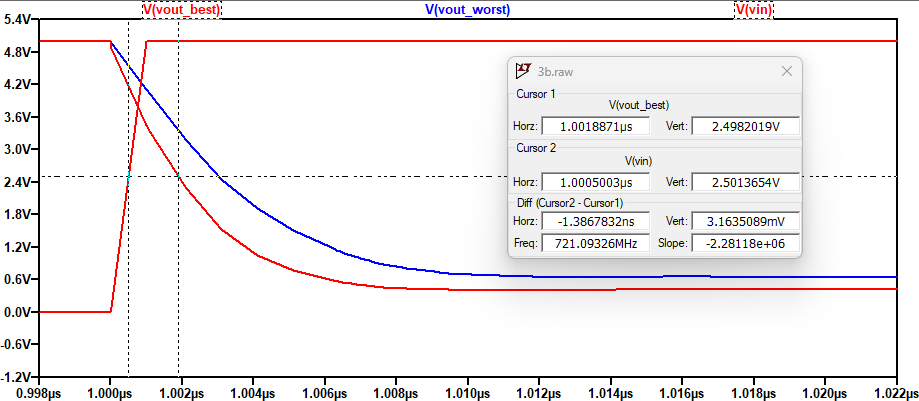 V(vout_best) V(vout_worst) V(vin)
5.4V
4.8V
4.2V
3.6V
3.0V
2.4V
1.8V
1.2V
0.6V
0.0V
-0.6V
-1.2V
0.998µs 1.000µs 1.002µs 1.004µs 1.006µs 1.008µs 1.010µs 1.012µs 1.014µs 1.016µs 1.018µs 1.020µs 1.022µs
3b.raw
Cursor 1
V(vout_best)
Horz: 1.0018871µs Vert: 2.4982019V
Cursor 2
V(vin)
Horz: 1.0005003µs Vert: 2.5013654V
Diff (Cursor2 - Cursor1)
Horz: -1.3867832ns Vert: 3.1635089mV
Freq: 721.09326MHz Slope: -2.28118e+06